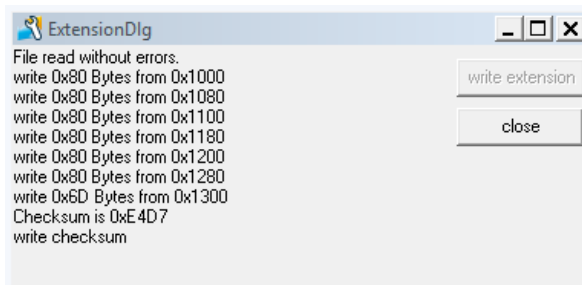 ExtensionDlg
File read without errors.
write 0x80 Bytes from 0x1000
write extension
write 0x80 Bytes from 0x1080
write 0x80 Bytes from 0x1100
close
write 0x80 Bytes from 0x1180
write 0x80 Bytes from 0x1200
write 0x80 Bytes from 0x1280
write 0x6D Bytes from 0x1300
Checksum is 0xE4D7
write checksum